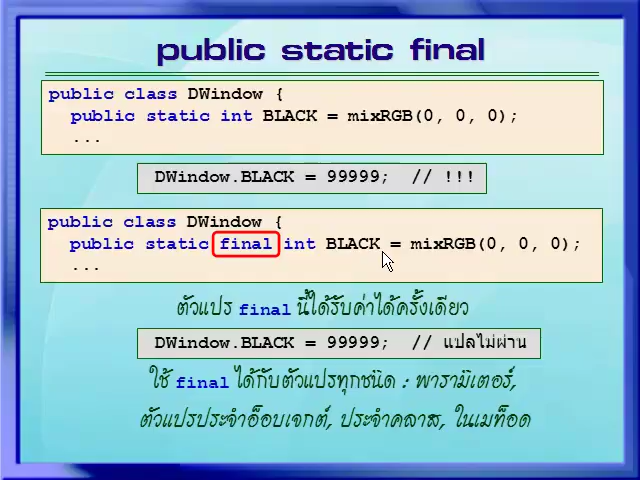 public static final
public class DWindow {
public static int BLACK = mixRGB(0, 0, 0);
...
DWindow.BLACK = 99999; // !!!
public class DWindow {
public static final int BLACK = mixRGB(0, 0, 0);
...
ตัวแปร final นี้ได้รับค่าได้ครั้งเดียว
DWindow.BLACK = 99999; // แปลไม่ผ่าน
ใช้ final ได้กับตัวแปรทุกชนิด : พารามิเตอร์,
ตัวแปรประจำอ็อบเจกต์, ประจำคลาส, ในเมท็อด